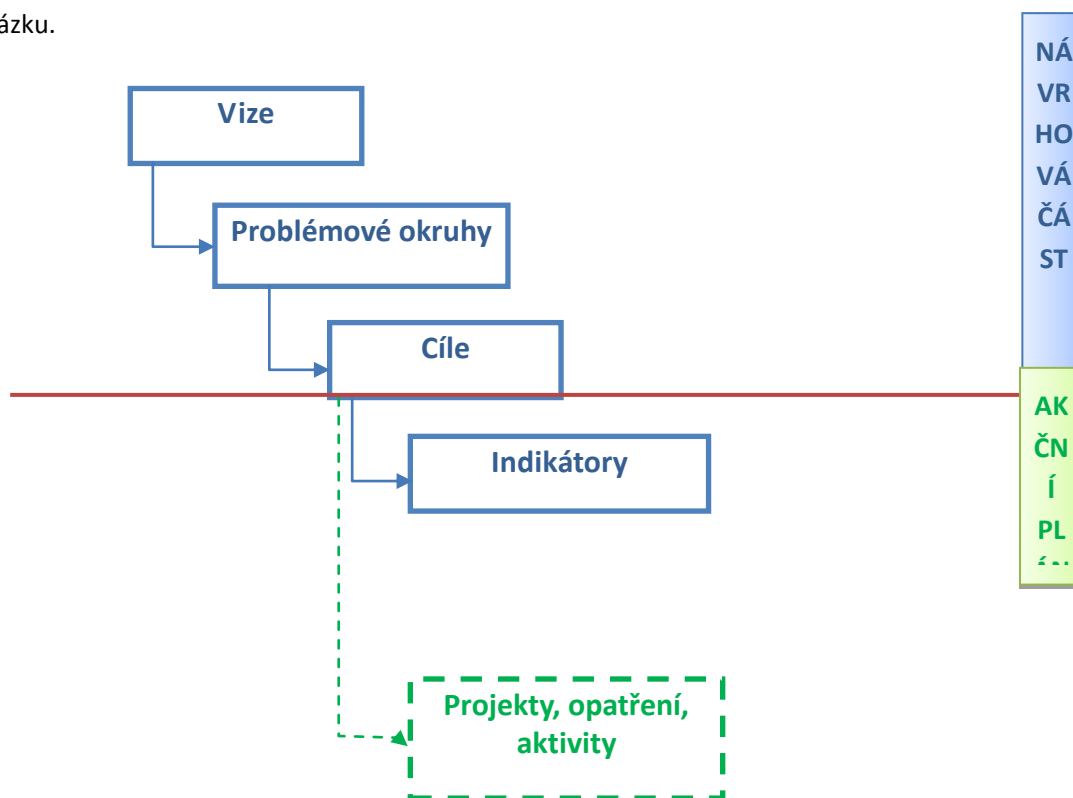 ázku.
Vize
Problémové okruhy
Cíle
Indikátory
Projekty, opatření,
aktivity
NÁ
VR
HO
VÁ
ČÁ
ST
AK
ČN
Í
PL